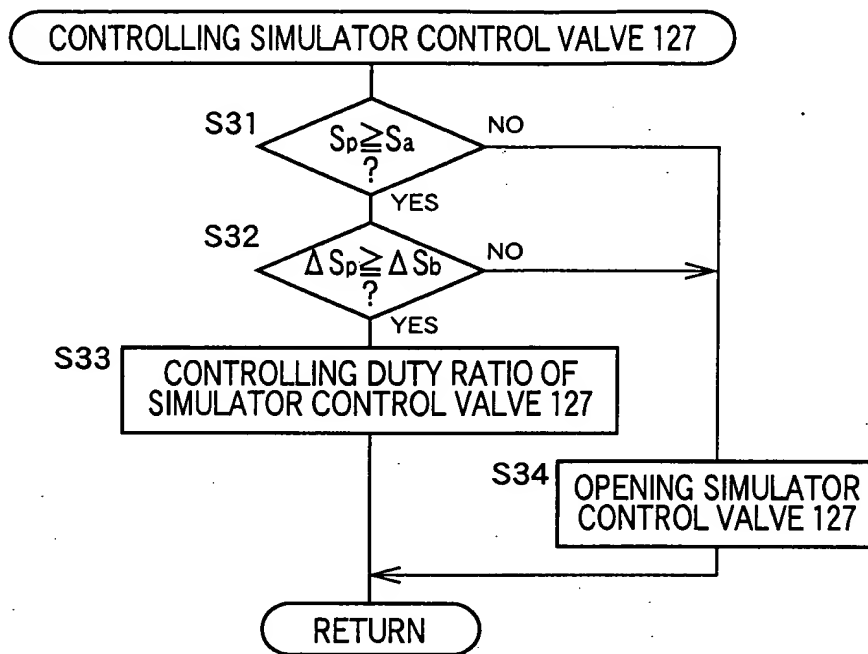 CONTROLLING SIMULATOR CONTROL VALVE 127
S31
Sp≧Sa
?
NO
YES
S32
ΔSp≧ΔSb
?
NO
YES
S33
CONTROLLING DUTY RATIO OF
SIMULATOR CONTROL VALVE 127
S34
OPENING SIMULATOR
CONTROL VALVE 127
RETURN